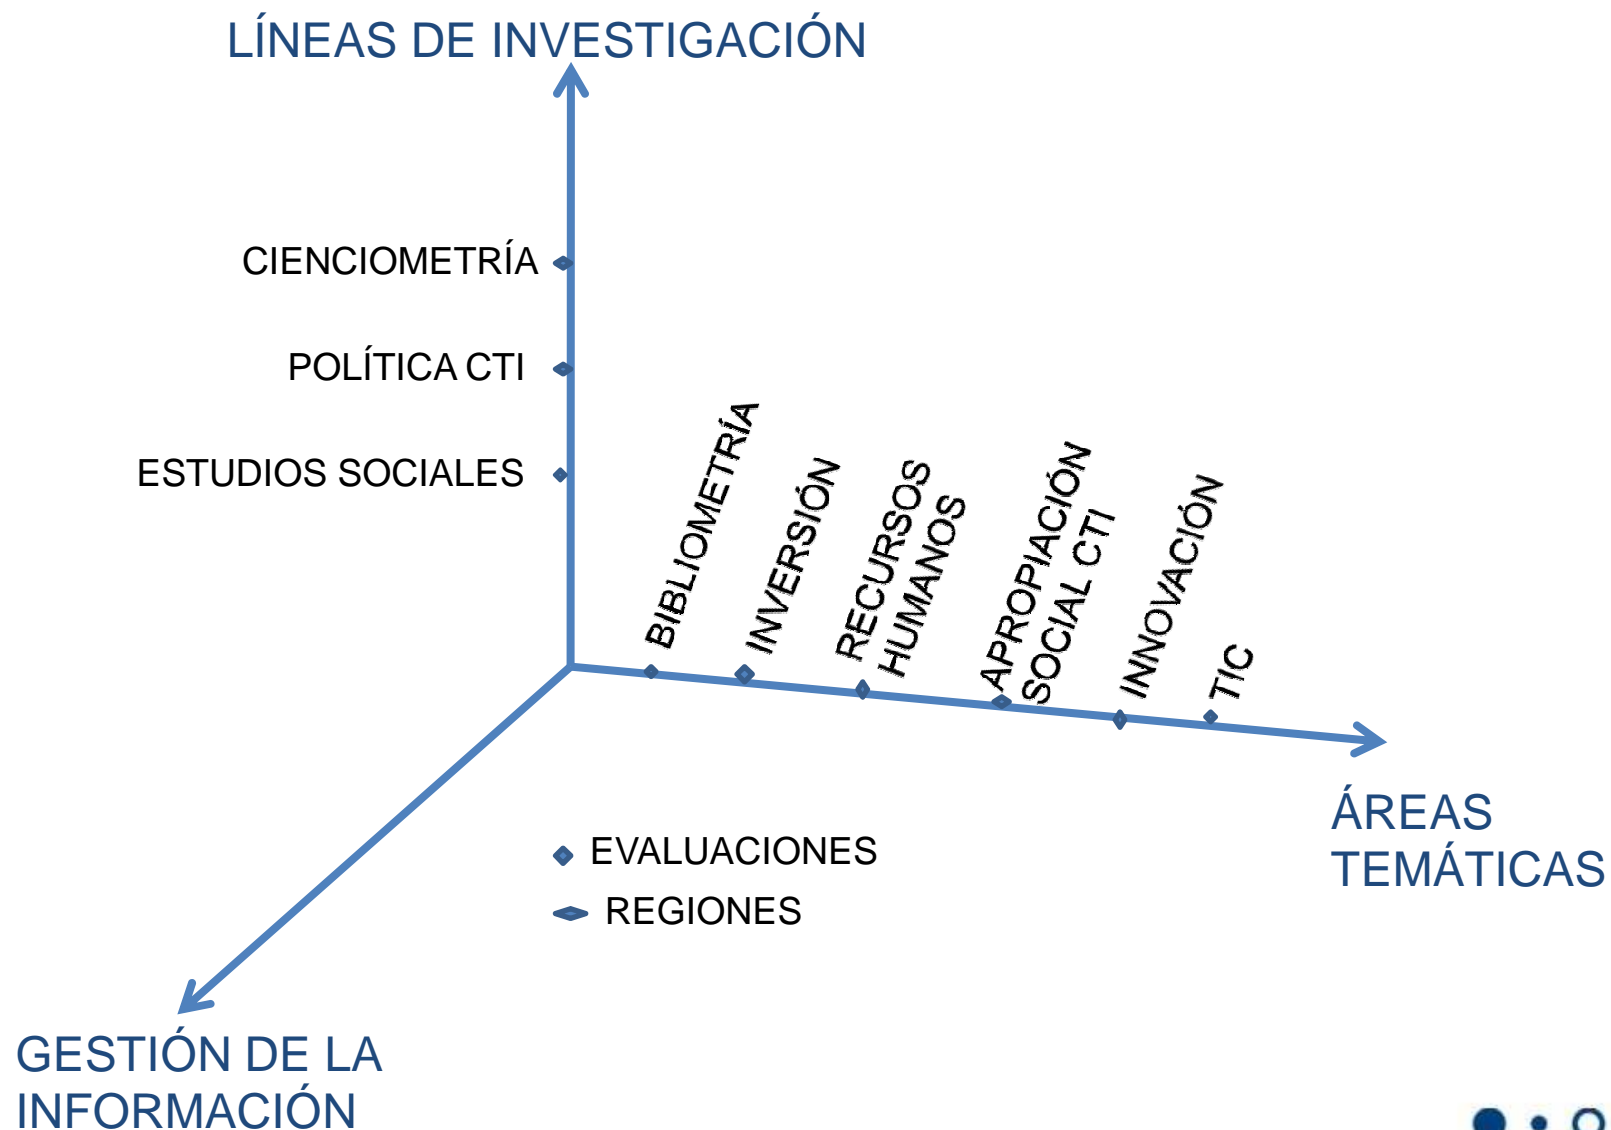 LÍNEAS DE INVESTIGACIÓN
CIENCIOMETRÍA
POLÍTICA CTI
ESTUDIOS SOCIALES
BIBLIOMETRÍA
INVERSIÓN
RECURSOS
HUMANOS
APROPIACIÓN
SOCIAL CTI
INNOVACIÓN
TIC
ÁREAS
TEMÁTICAS
EVALUACIONES
REGIONES
GESTIÓN DE LA
INFORMACIÓN